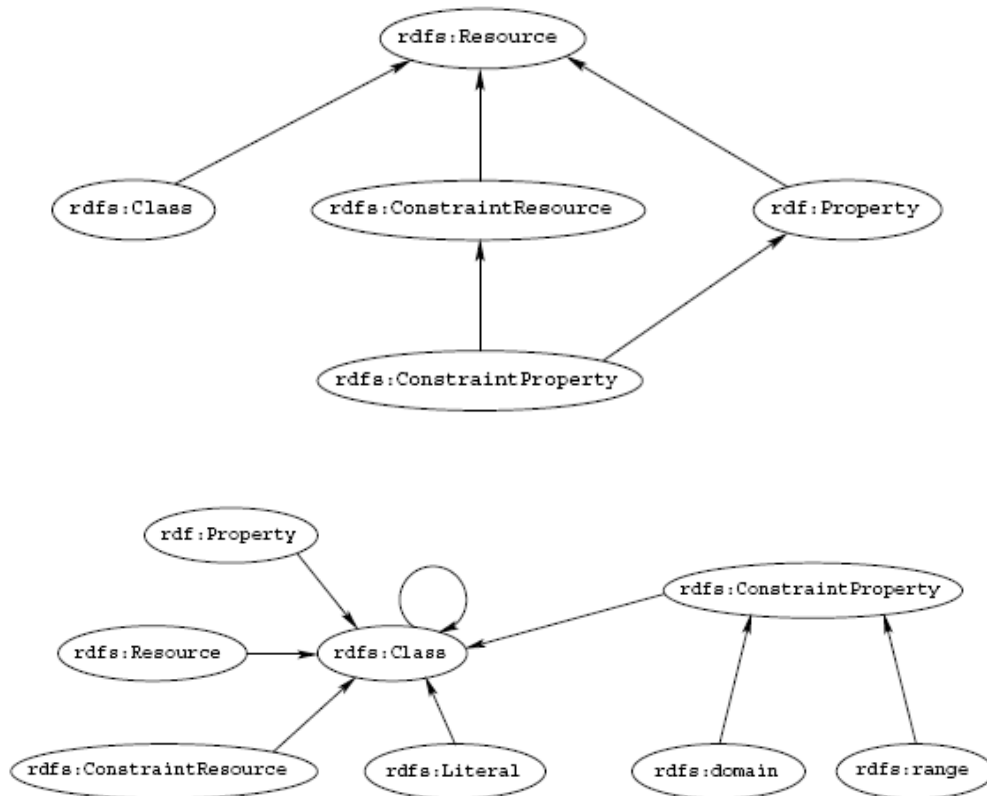 rdfs:Resource
rdfs:Class
rdfs:ConstraintResource
rdf:Property
rdfs:ConstraintProperty
rdf:Property
rdfs:ConstraintProperty
rdfs:Resource
rdfs:Class
rdfs:ConstraintResource
rdfs:Literal
rdfs:domain
rdfs:range